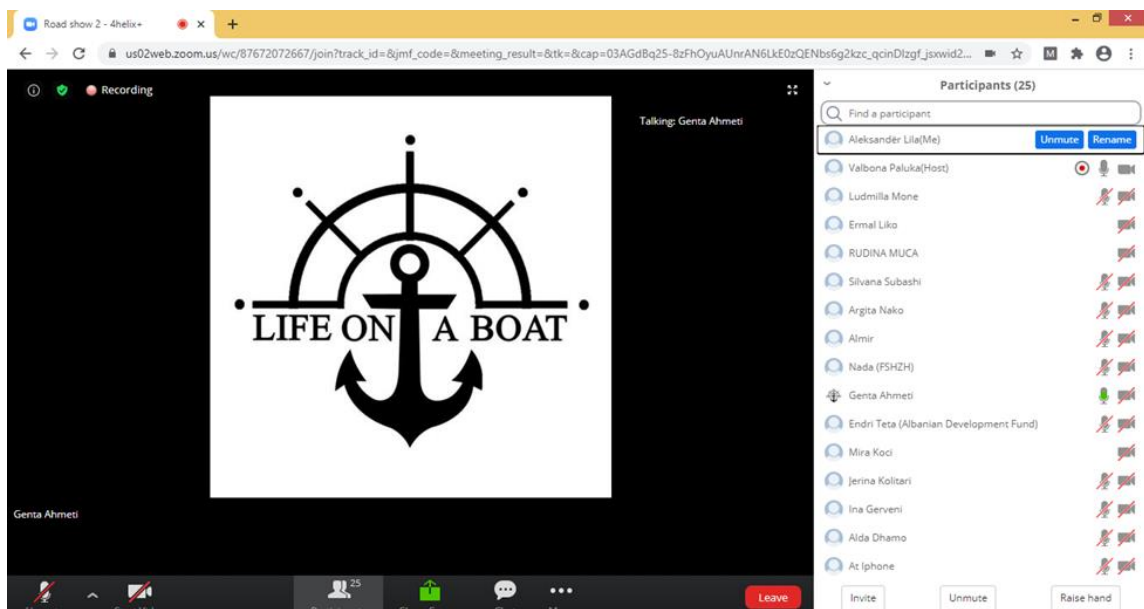 Road show 2 - 4helix+
us02web.zoom.us/wc/87672072667/join?track_id=&jmf_code=&meeting_result=&tk=&cap=03AGdBq25-8zFhOyuAUnrAN6LkE0zQENbs6g2kzc_qcinDIzgf_jsxwid2...
Recording
Talking: Genta Ahmeti
LIFE ON A BOAT
Genta Ahmeti
25
Leave
Participants (25)
Find a participant
Aleksandër Lila(Me) Unmute Rename
Valbona Paluka(Host)
Ludmilla Mone
Ermal Liko
RUDINA MUCA
Silvana Subashi
Argita Nako
Almir
Nada (FSHZH)
Genta Ahmeti
Endri Teta (Albanian Development Fund)
Mira Koci
Jerina Kolitari
Ina Gerveni
Alda Dhamo
At Iphone
Invite Unmute Raise hand